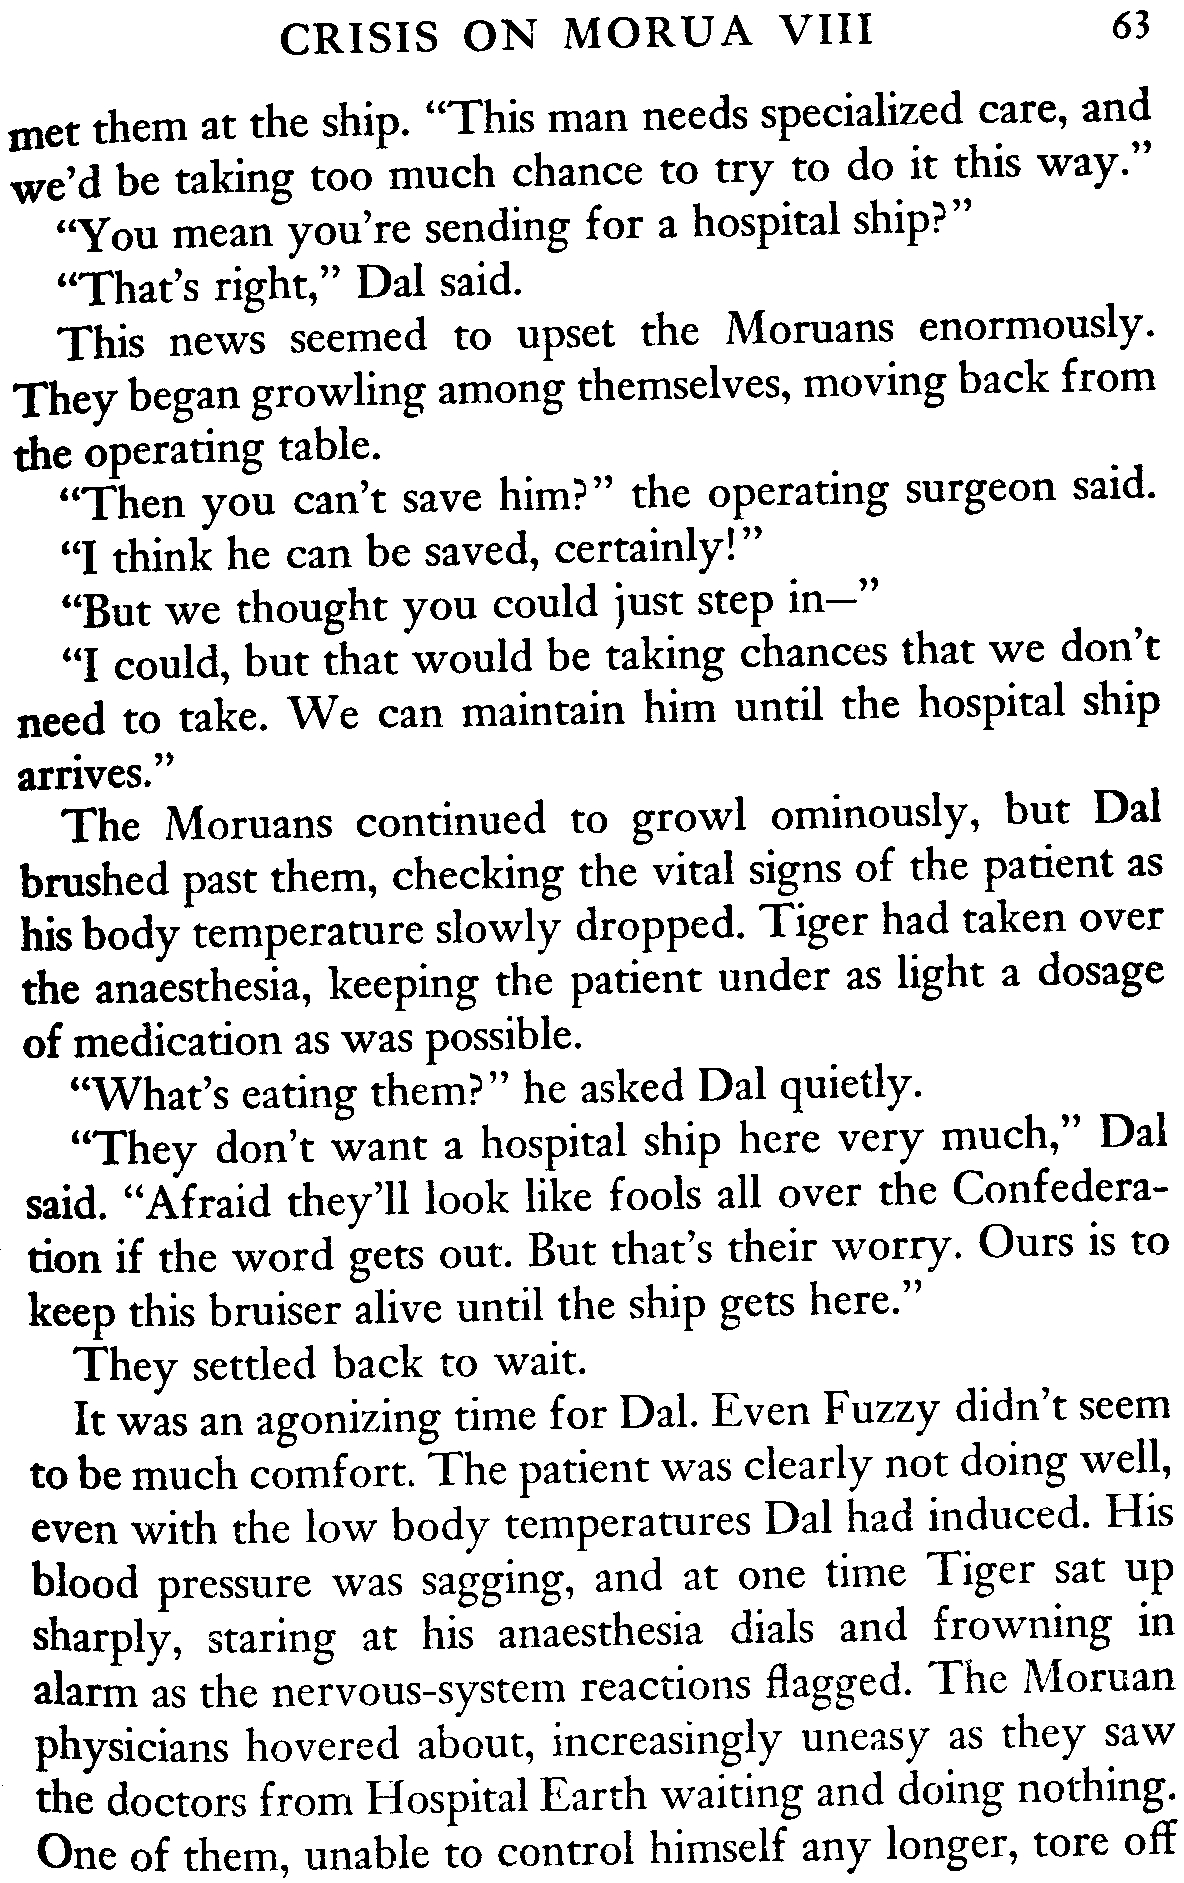 CRISIS ON MORUA VIII 63
met them at the ship. “This man needs specialized care, and
we’d be taking too much chance to try to do it this way.”
“You mean you’re sending for a hospital ship?”
“That’s right,” Dal said.
This news seemed to upset the Moruans enormously.
They began growling among themselves, moving back from
the operating table.
“Then you can’t save him?” the operating surgeon said.
“I think he can be saved, certainly!”
“But we thought you could just step in—”
“I could, but that would be taking chances that we don’t
need to take. We can maintain him until the hospital ship
arrives.”
The Moruans continued to growl ominously, but Dal
brushed past them, checking the vital signs of the patient as
his body temperature slowly dropped. Tiger had taken over
the anaesthesia, keeping the patient under as light a dosage
of medication as was possible.
“What’s eating them?” he asked Dal quietly.
“They don’t want a hospital ship here very much,” Dal
said. “Afraid they’ll look like fools all over the Confedera-
tion if the word gets out. But that’s their worry. Ours is to
keep this bruiser alive until the ship gets here.”
They settled back to wait.
It was an agonizing time for Dal. Even Fuzzy didn’t seem
to be much comfort. The patient was clearly not doing well,
even with the low body temperatures Dal had induced. His
blood pressure was sagging, and at one time Tiger sat up
sharply, staring at his anaesthesia dials and frowning in
alarm as the nervous-system reactions flagged. The Moruan
physicians hovered about, increasingly uneasy as they saw
the doctors from Hospital Earth waiting and doing nothing.
One of them, unable to control himself any longer, tore off